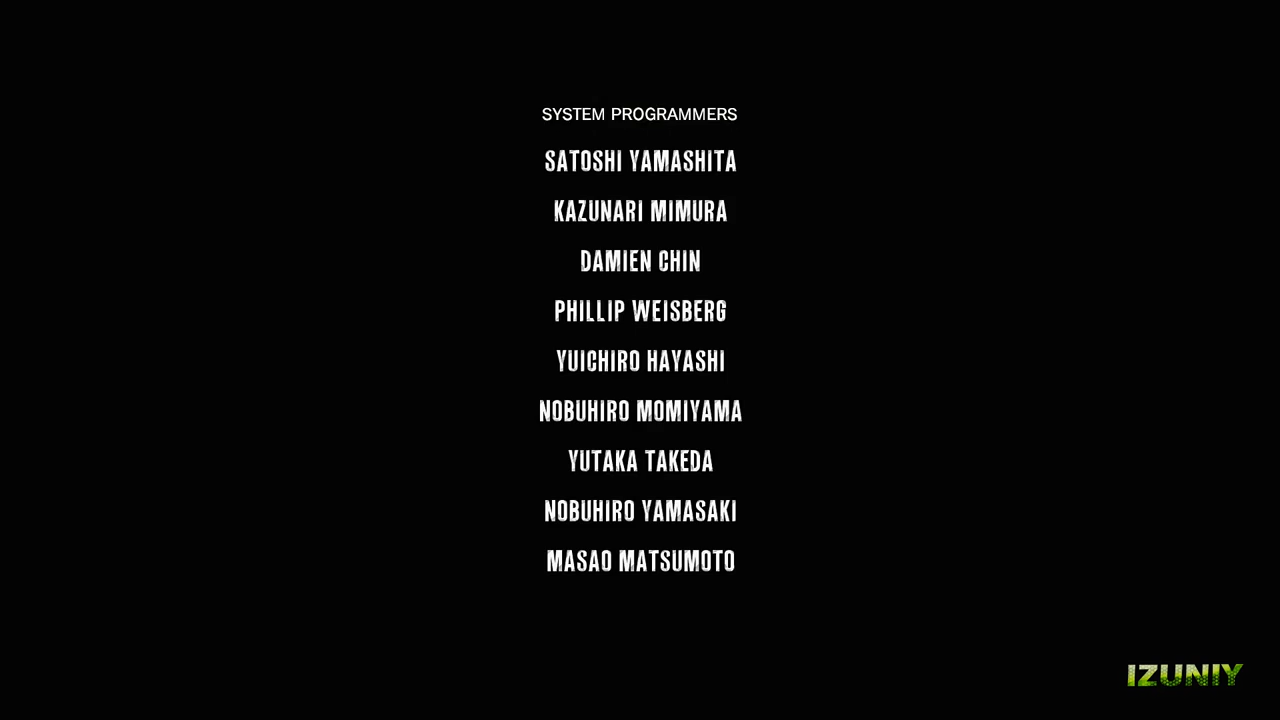 SYSTEM PROGRAMMERS
SATOSHI YAMASHITA
KAZUNARI MIMURA
DAMIEN CHIN
PHILLIP WEISBERG
YUICHIRO HAYASHI
NOBUHIRO MOMIYAMA
YUTAKA TAKEDA
NOBUHIRO YAMASAKI
MASAO MATSUMOTO
IZUNIY